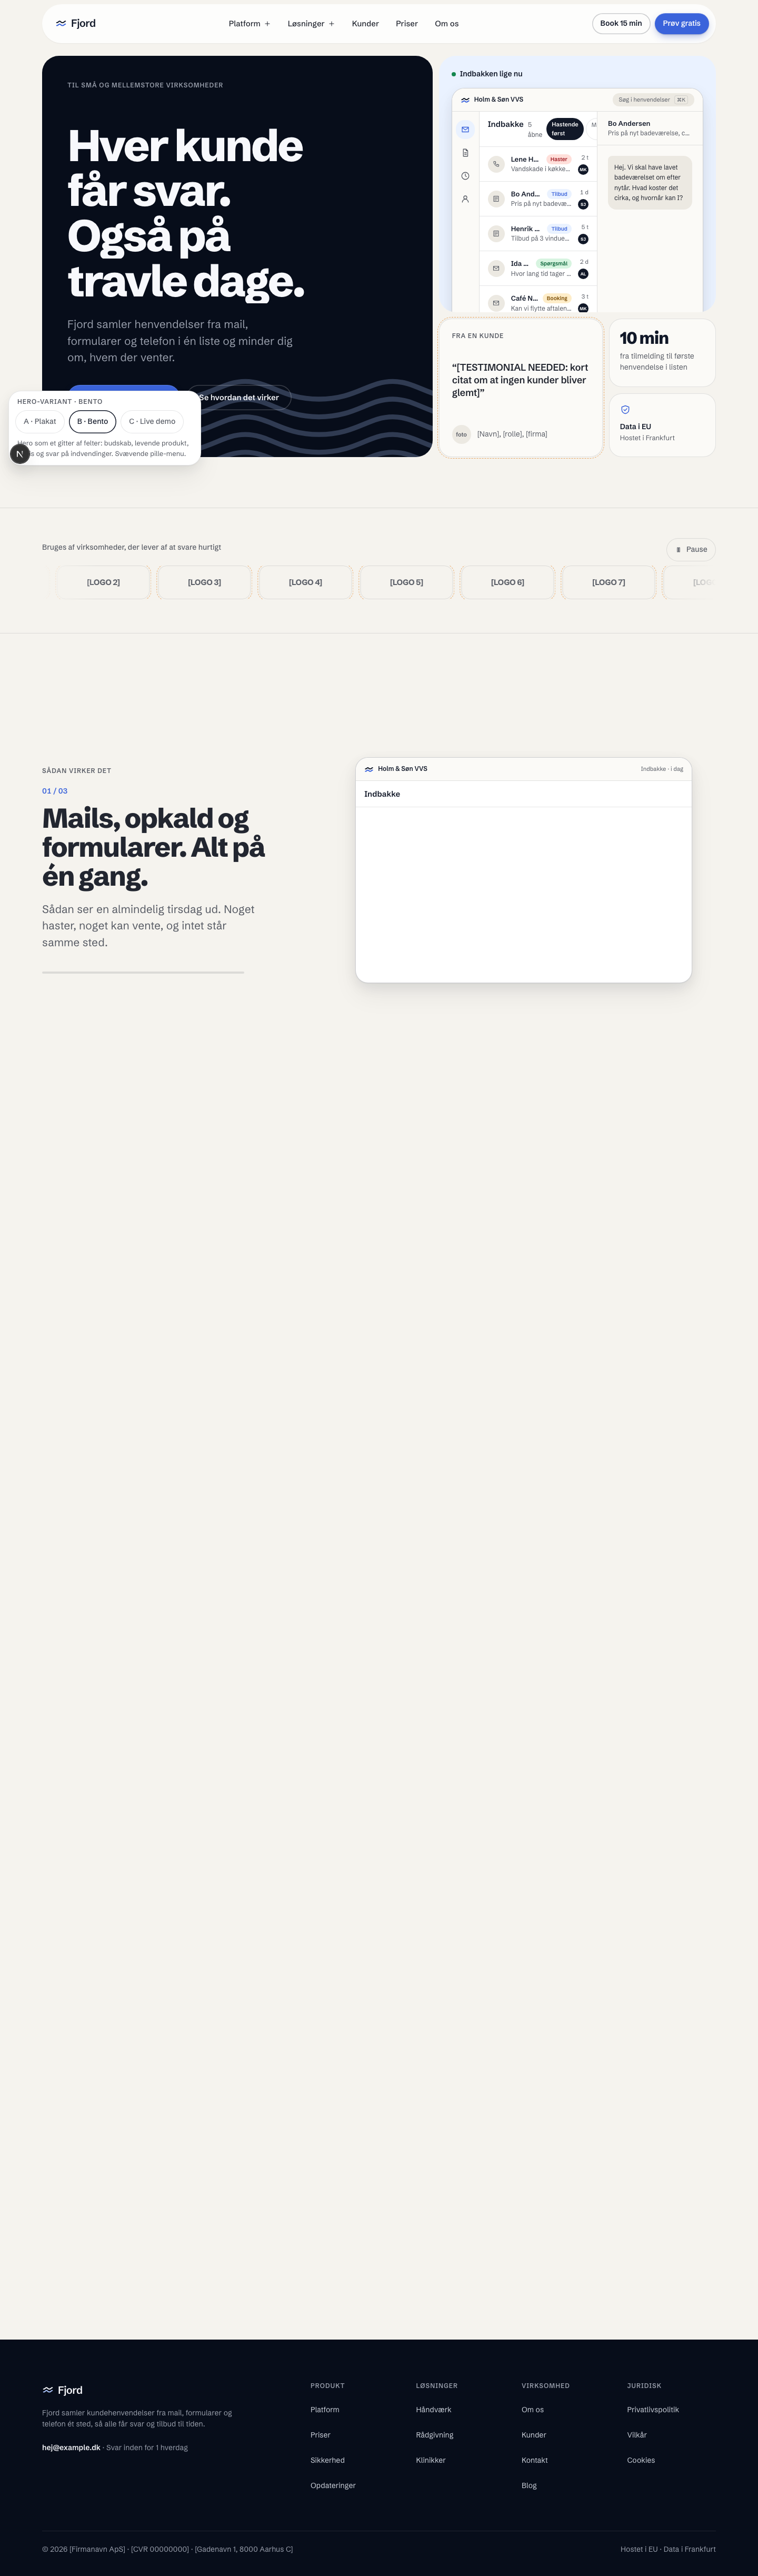 Fjord
Platform +
Løsninger +
Kunder
Priser
Om os
Book 15 min
Prøv gratis
TIL SMÅ OG MELLEMSTORE VIRKSOMHEDER
Hver kunde
får svar.
Også på
travle dage.
Fjord samler henvendelser fra mail,
formularer og telefon i én liste og minder dig
om, hvem der venter.
Se hvordan det virker
HERO-VARIANT · BENTO
A · Plakat
B · Bento
C · Live demo
Hero som et gitter af felter: budskab, levende produkt,
og svar på indvendinger. Svævende pille-menu.
N
Indbakken lige nu
Holm & Søn VVS
Søg i henvendelser
⌘K
Indbakke
5
åbne
Hastende
først
M
Lene H...
Haster
2 t
Vandskade i køkke...
MK
Bo And...
Tilbud
1 d
Pris på nyt badevæ...
SJ
Henrik ...
Tilbud
5 t
Tilbud på 3 vindue...
SJ
Ida ...
Spørgsmål
2 d
Hvor lang tid tager ...
AL
Café N...
Booking
3 t
Kan vi flytte aftalen...
MK
Bo Andersen
Pris på nyt badeværelse, c...
Hej. Vi skal have lavet
badeværelset om efter
nytår. Hvad koster det
cirka, og hvornår kan I?
FRA EN KUNDE
“[TESTIMONIAL NEEDED: kort
citat om at ingen kunder bliver
glemt]”
foto
[Navn], [rolle], [firma]
10 min
fra tilmelding til første
henvendelse i listen
Data i EU
Hostet i Frankfurt
Bruges af virksomheder, der lever af at svare hurtigt
Pause
[LOGO 2]
[LOGO 3]
[LOGO 4]
[LOGO 5]
[LOGO 6]
[LOGO 7]
[LOG
SÅDAN VIRKER DET
01 / 03
Mails, opkald og
formularer. Alt på
én gang.
Sådan ser en almindelig tirsdag ud. Noget
haster, noget kan vente, og intet står
samme sted.
Holm & Søn VVS
Indbakke · i dag
Indbakke
Fjord
Fjord samler kundehenvendelser fra mail, formularer og
telefon ét sted, så alle får svar og tilbud til tiden.
hej@example.dk · Svar inden for 1 hverdag
PRODUKT
Platform
Priser
Sikkerhed
Opdateringer
LØSNINGER
Håndværk
Rådgivning
Klinikker
VIRKSOMHED
Om os
Kunder
Kontakt
Blog
JURIDISK
Privatlivspolitik
Vilkår
Cookies
© 2026 [Firmanavn ApS] · [CVR 00000000] · [Gadenavn 1, 8000 Aarhus C]
Hostet i EU · Data i Frankfurt